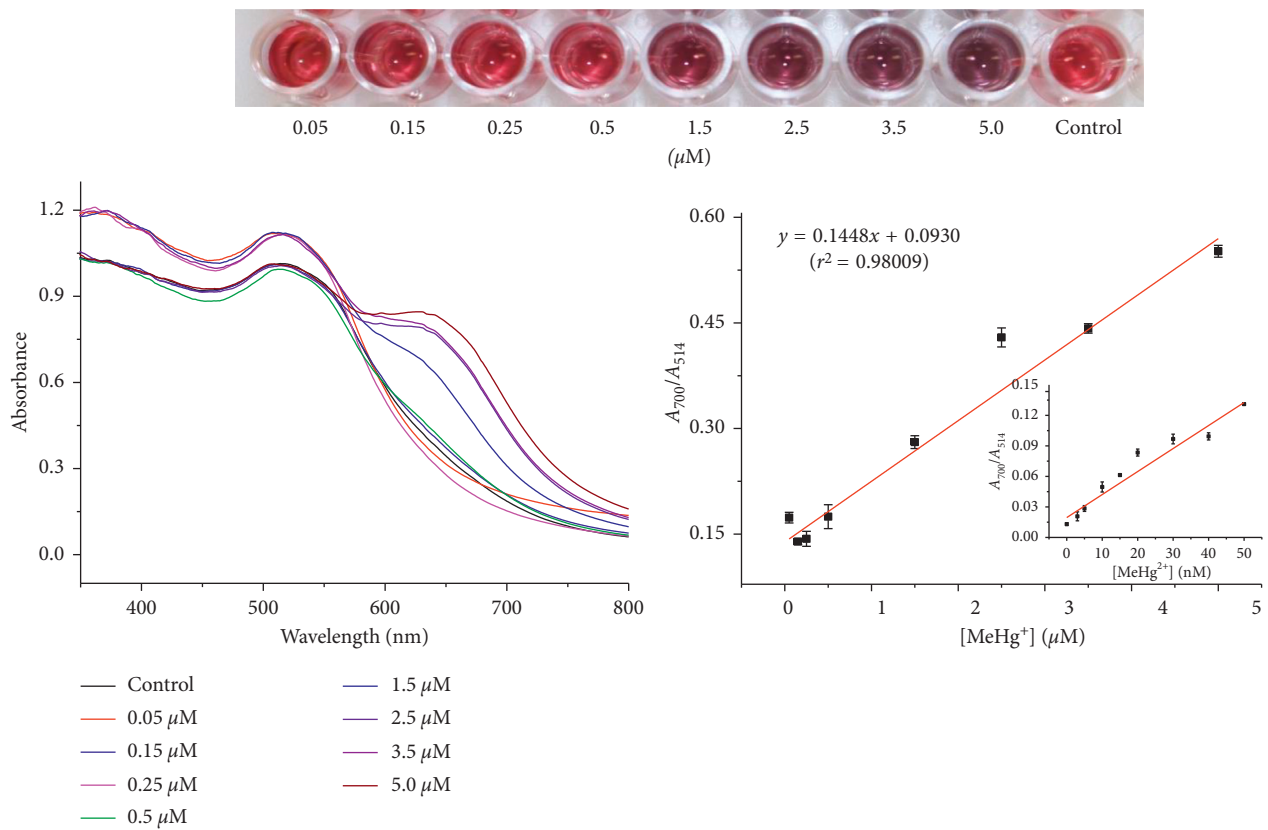 0.05 0.15 0.25 0.5 1.5 2.5 3.5 5.0 Control
(μM)
1.2
0.9
0.6
0.3
0.0
Absorbance
400 500 600 700 800
Wavelength (nm)
Control
0.05 μM
0.15 μM
0.25 μM
0.5 μM
1.5 μM
2.5 μM
3.5 μM
5.0 μM
0.60
0.45
0.30
0.15
A700/A514
y = 0.1448x + 0.0930
(r² = 0.98009)
0 1 2 3 4 5
[MeHg⁺] (μM)
0.15
0.12
0.09
0.06
0.03
0.00
A700/A514
0 10 20 30 40 50
[MeHg²⁺] (nM)